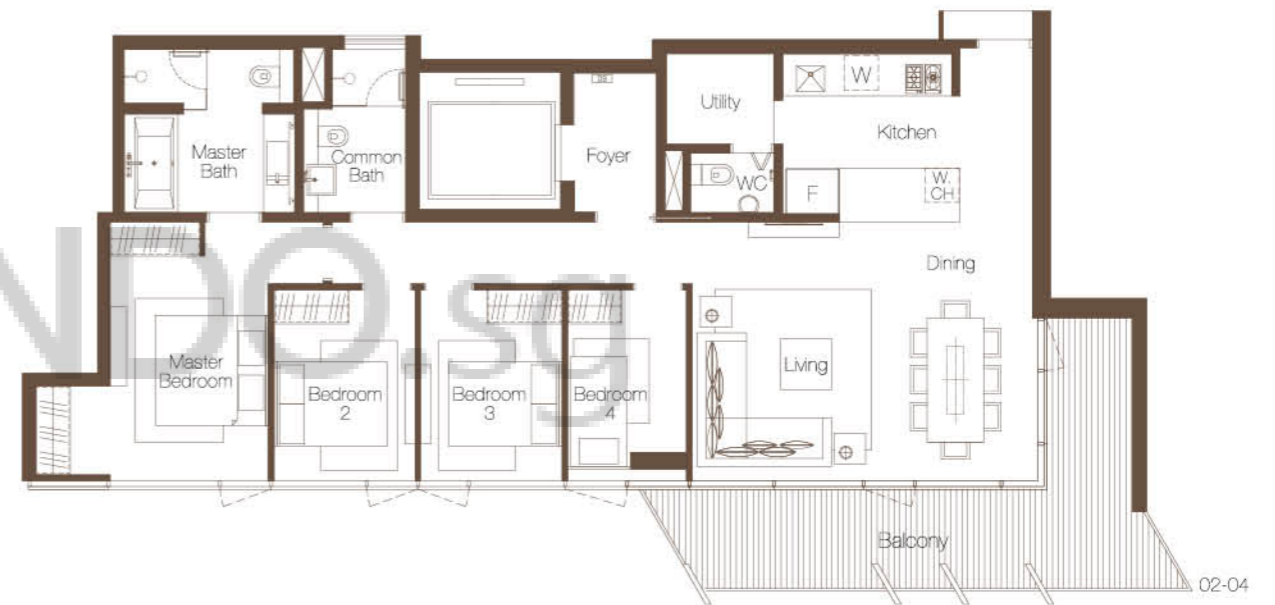 W
Utility
Kitchen
Master
Bath
Common
Bath
Foyer
WC
F
W.
CH
Dining
NDO.sg
Master
Bedroom
Bedroom
2
Bedroom
3
Bedroom
4
Living
Balcony
02-04